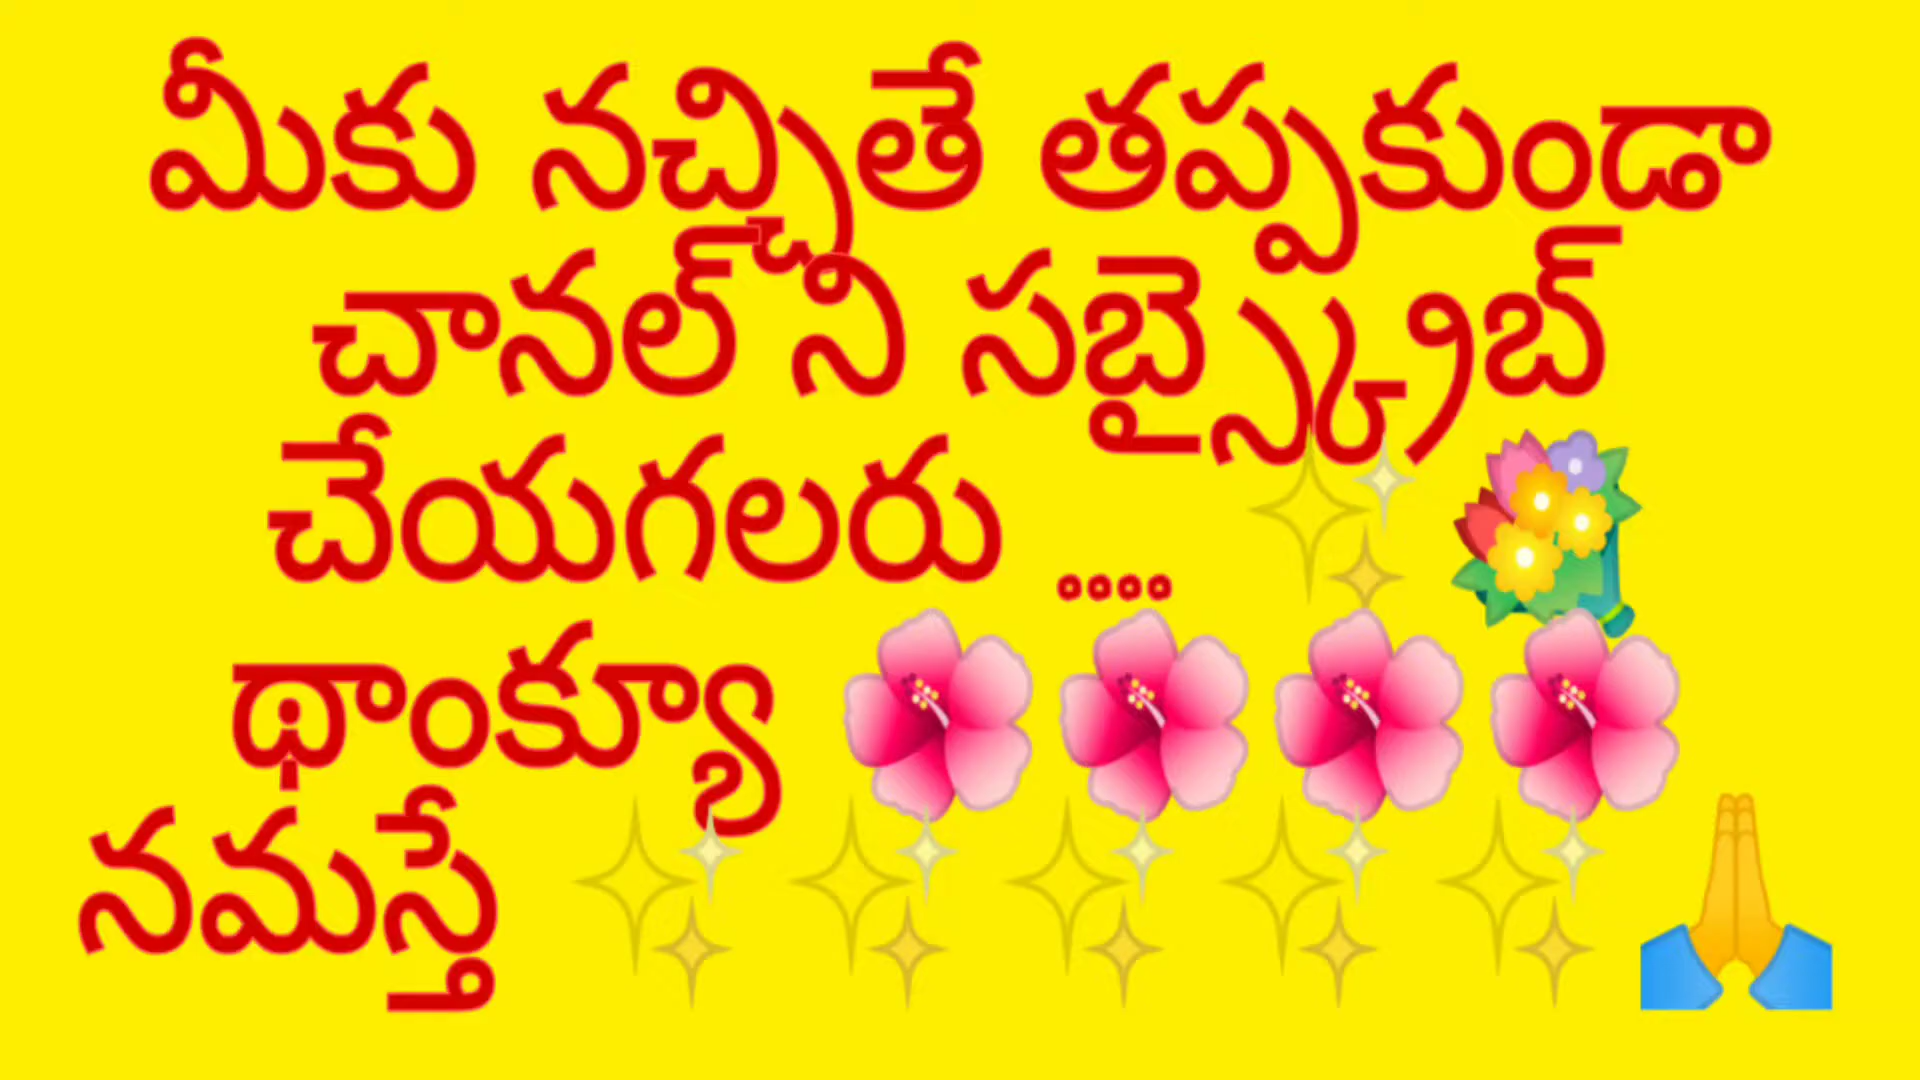 మీకు నచ్చితే తప్పకుండా
చానల్ ని సబ్స్క్రైబ్
చేయగలరు .... ✨ 💐
థాంక్యూ 🌺 🌺 🌺 🌺
నమస్తే ✨ ✨ ✨ ✨ ✨ 🙏